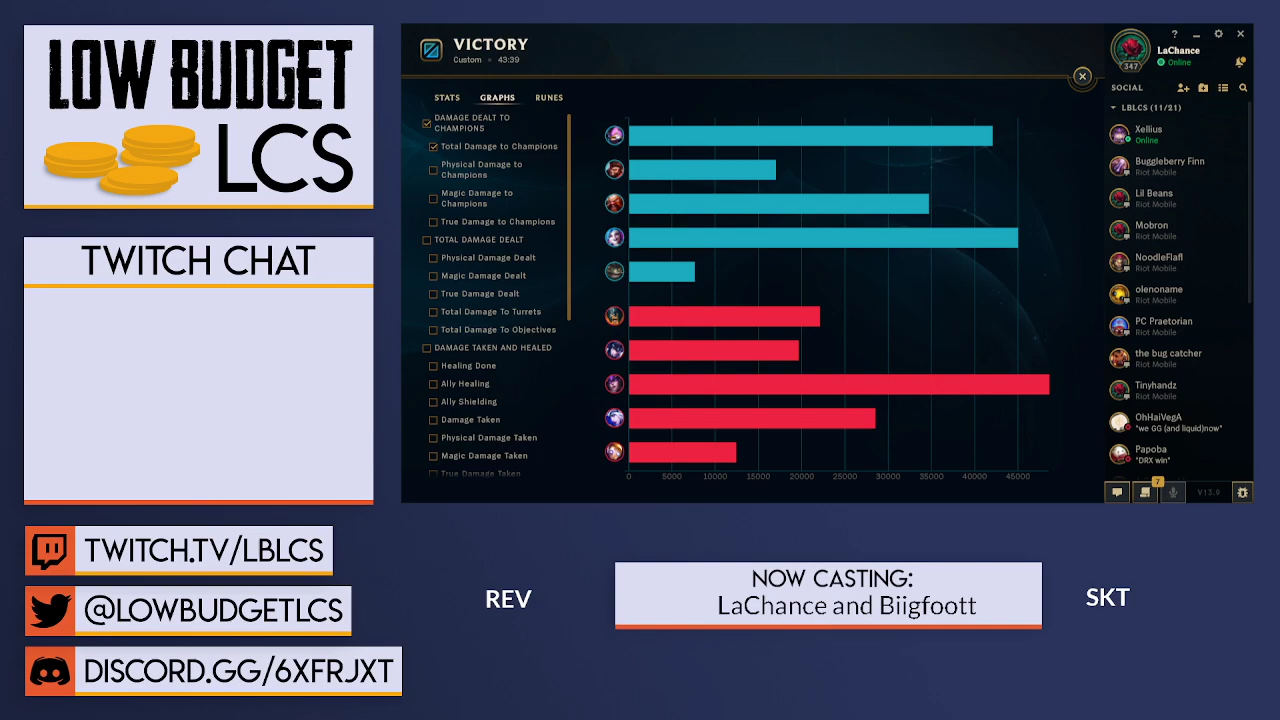 LOW BUDGET
LCS
TWITCH CHAT
TWITCH.TV/LBLCS
@LOWBUDGETLCS
DISCORD.GG/6XFRJXT
VICTORY
Custom • 43:39
STATS GRAPHS RUNES
DAMAGE DEALT TO
CHAMPIONS
Total Damage to Champions
Physical Damage to
Champions
Magic Damage to
Champions
True Damage to Champions
TOTAL DAMAGE DEALT
Physical Damage Dealt
Magic Damage Dealt
True Damage Dealt
Total Damage To Turrets
Total Damage To Objectives
DAMAGE TAKEN AND HEALED
Healing Done
Ally Healing
Ally Shielding
Damage Taken
Physical Damage Taken
Magic Damage Taken
True Damage Taken
0 5000 10000 15000 20000 25000 30000 35000 40000 45000
?
LaChance
Online
347
SOCIAL
LBLCS (11/21)
Xellius
Online
Buggleberry Finn
Riot Mobile
Lil Beans
Riot Mobile
Mobron
Riot Mobile
NoodleFlafl
Riot Mobile
olenoname
Riot Mobile
PC Praetorian
Riot Mobile
the bug catcher
Riot Mobile
Tinyhandz
Riot Mobile
OhHaiVegA
"we GG (and liquid)now"
Papoba
"DRX win"
7
V12.0
REV
NOW CASTING:
LaChance and Biigfoott
SKT